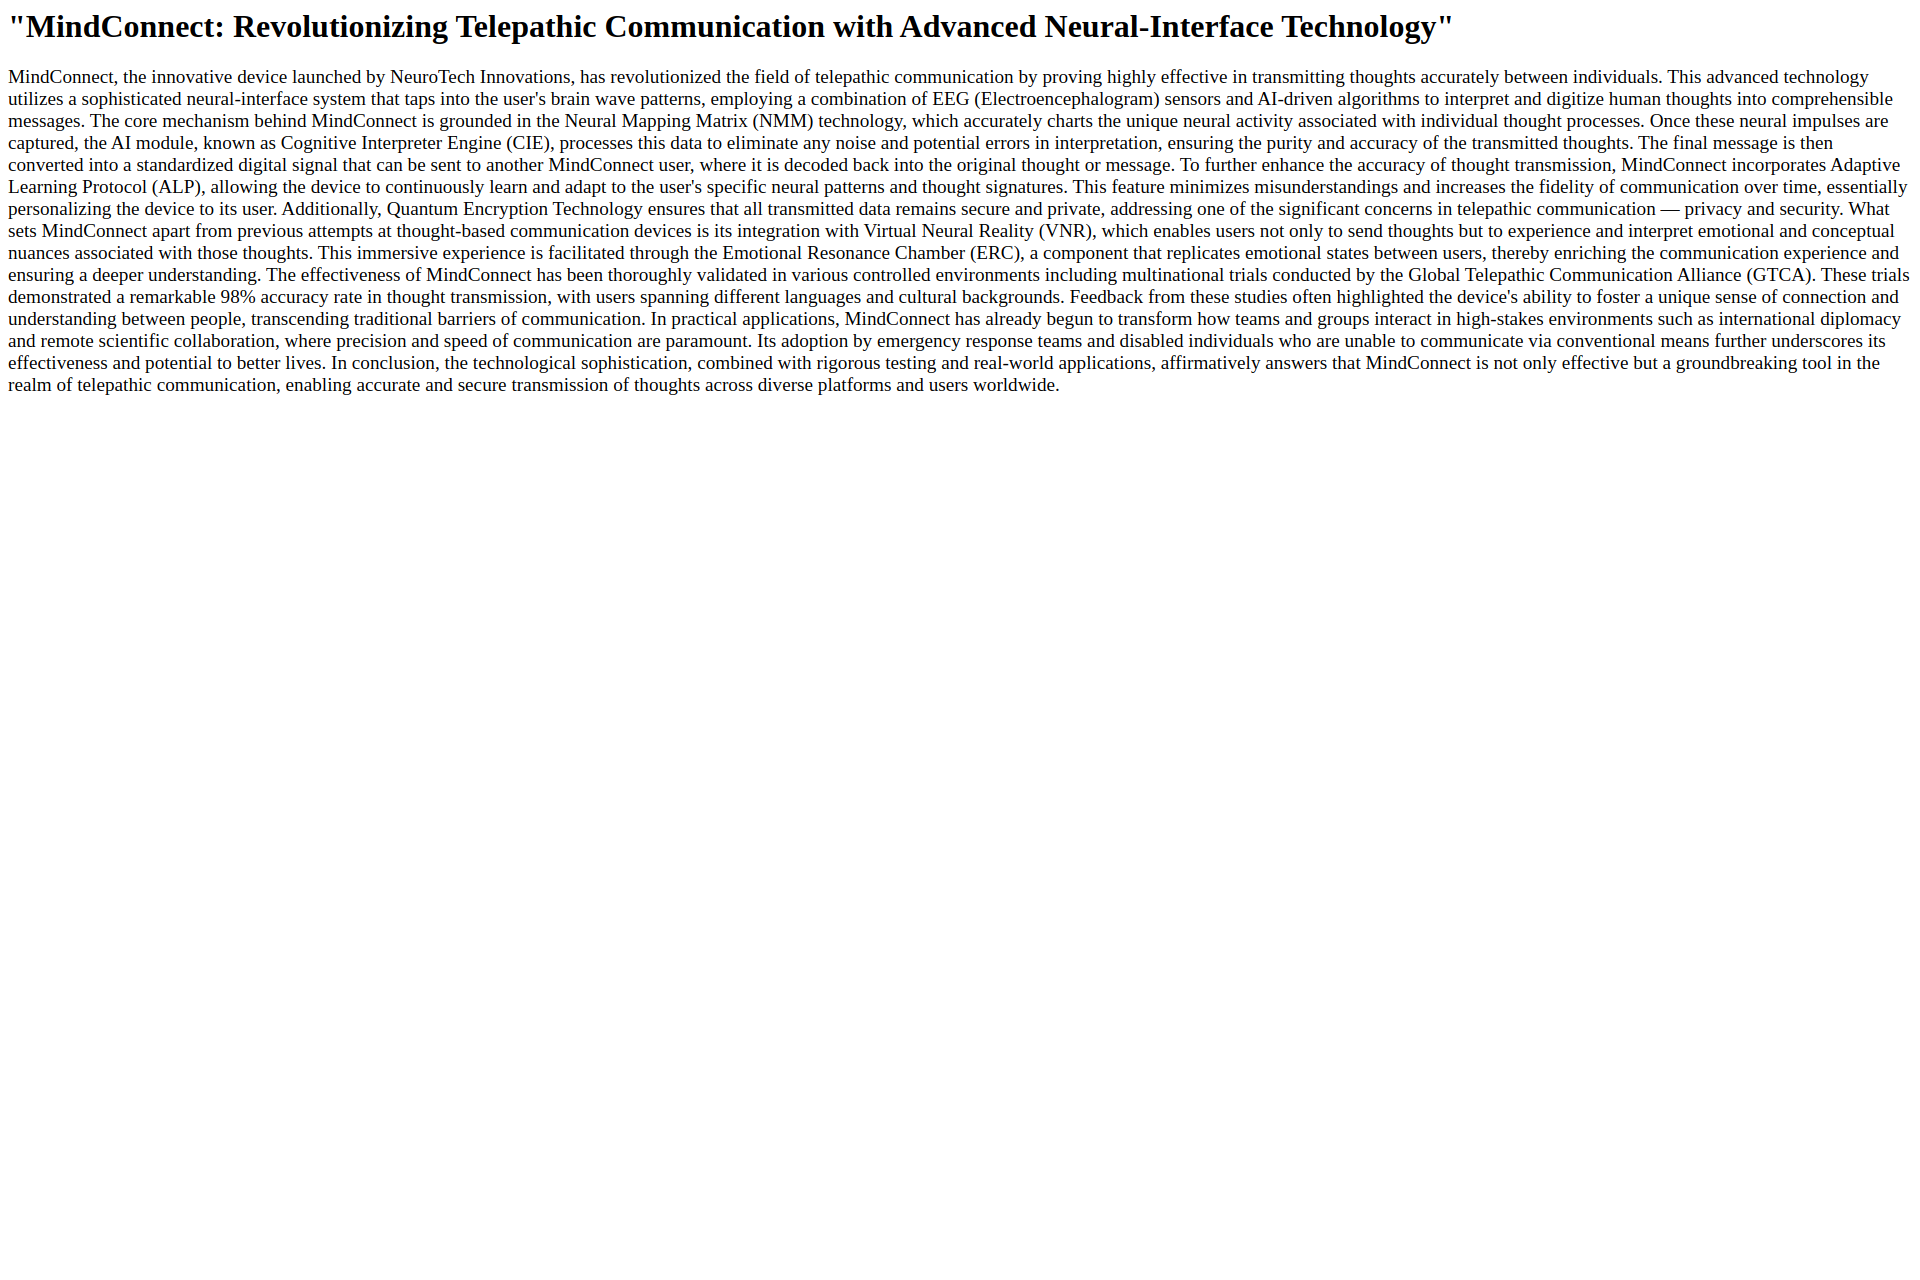 "MindConnect: Revolutionizing Telepathic Communication with Advanced Neural-Interface Technology"
MindConnect, the innovative device launched by NeuroTech Innovations, has revolutionized the field of telepathic communication by proving highly effective in transmitting thoughts accurately between individuals. This advanced technology
utilizes a sophisticated neural-interface system that taps into the user's brain wave patterns, employing a combination of EEG (Electroencephalogram) sensors and AI-driven algorithms to interpret and digitize human thoughts into comprehensible
messages. The core mechanism behind MindConnect is grounded in the Neural Mapping Matrix (NMM) technology, which accurately charts the unique neural activity associated with individual thought processes. Once these neural impulses are
captured, the AI module, known as Cognitive Interpreter Engine (CIE), processes this data to eliminate any noise and potential errors in interpretation, ensuring the purity and accuracy of the transmitted thoughts. The final message is then
converted into a standardized digital signal that can be sent to another MindConnect user, where it is decoded back into the original thought or message. To further enhance the accuracy of thought transmission, MindConnect incorporates Adaptive
Learning Protocol (ALP), allowing the device to continuously learn and adapt to the user's specific neural patterns and thought signatures. This feature minimizes misunderstandings and increases the fidelity of communication over time, essentially
personalizing the device to its user. Additionally, Quantum Encryption Technology ensures that all transmitted data remains secure and private, addressing one of the significant concerns in telepathic communication — privacy and security. What
sets MindConnect apart from previous attempts at thought-based communication devices is its integration with Virtual Neural Reality (VNR), which enables users not only to send thoughts but to experience and interpret emotional and conceptual
nuances associated with those thoughts. This immersive experience is facilitated through the Emotional Resonance Chamber (ERC), a component that replicates emotional states between users, thereby enriching the communication experience and
ensuring a deeper understanding. The effectiveness of MindConnect has been thoroughly validated in various controlled environments including multinational trials conducted by the Global Telepathic Communication Alliance (GTCA). These trials
demonstrated a remarkable 98% accuracy rate in thought transmission, with users spanning different languages and cultural backgrounds. Feedback from these studies often highlighted the device's ability to foster a unique sense of connection and
understanding between people, transcending traditional barriers of communication. In practical applications, MindConnect has already begun to transform how teams and groups interact in high-stakes environments such as international diplomacy
and remote scientific collaboration, where precision and speed of communication are paramount. Its adoption by emergency response teams and disabled individuals who are unable to communicate via conventional means further underscores its
effectiveness and potential to better lives. In conclusion, the technological sophistication, combined with rigorous testing and real-world applications, affirmatively answers that MindConnect is not only effective but a groundbreaking tool in the
realm of telepathic communication, enabling accurate and secure transmission of thoughts across diverse platforms and users worldwide.